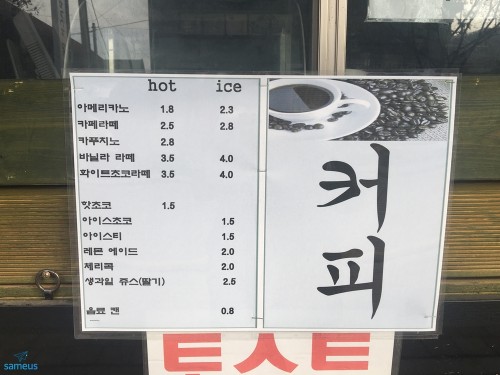 hot ice
아메리카노 1.8 2.3
카페라떼 2.5 2.8
카푸치노 2.8
바닐라 라떼 3.5 4.0
화이트초코라떼 3.5 4.0
핫초코 1.5
아이스초코 1.5
아이스티 1.5
레몬 에이드 2.0
체리콕 2.0
생과일 쥬스(딸기) 2.5
음료 캔 0.8
커피
토스트
sameus